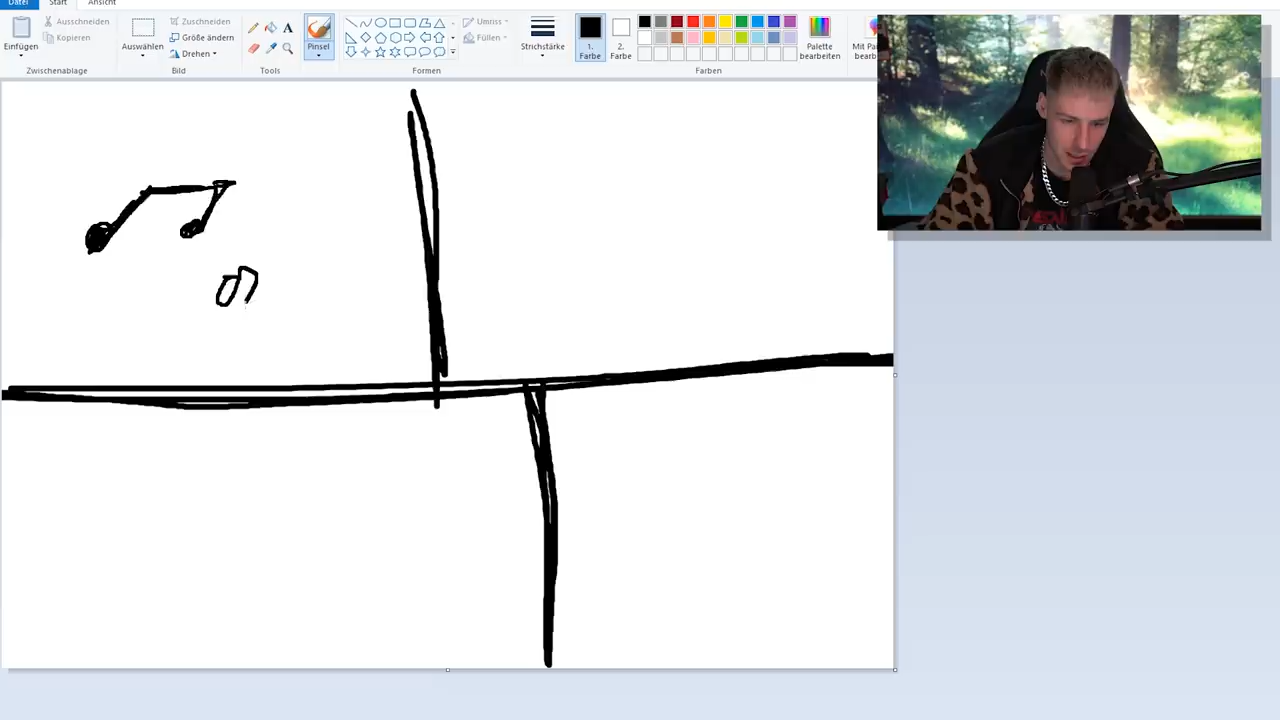 Datei Start Ansicht
Einfügen
Ausschneiden
Kopieren
Zwischenablage
Auswählen
Zuschneiden
Größe ändern
Drehen
Bild
A
Tools
Pinsel
Formen
Umriss
Füllen
Strichstärke
1. Farbe
2. Farbe
Palette bearbeiten
Farben